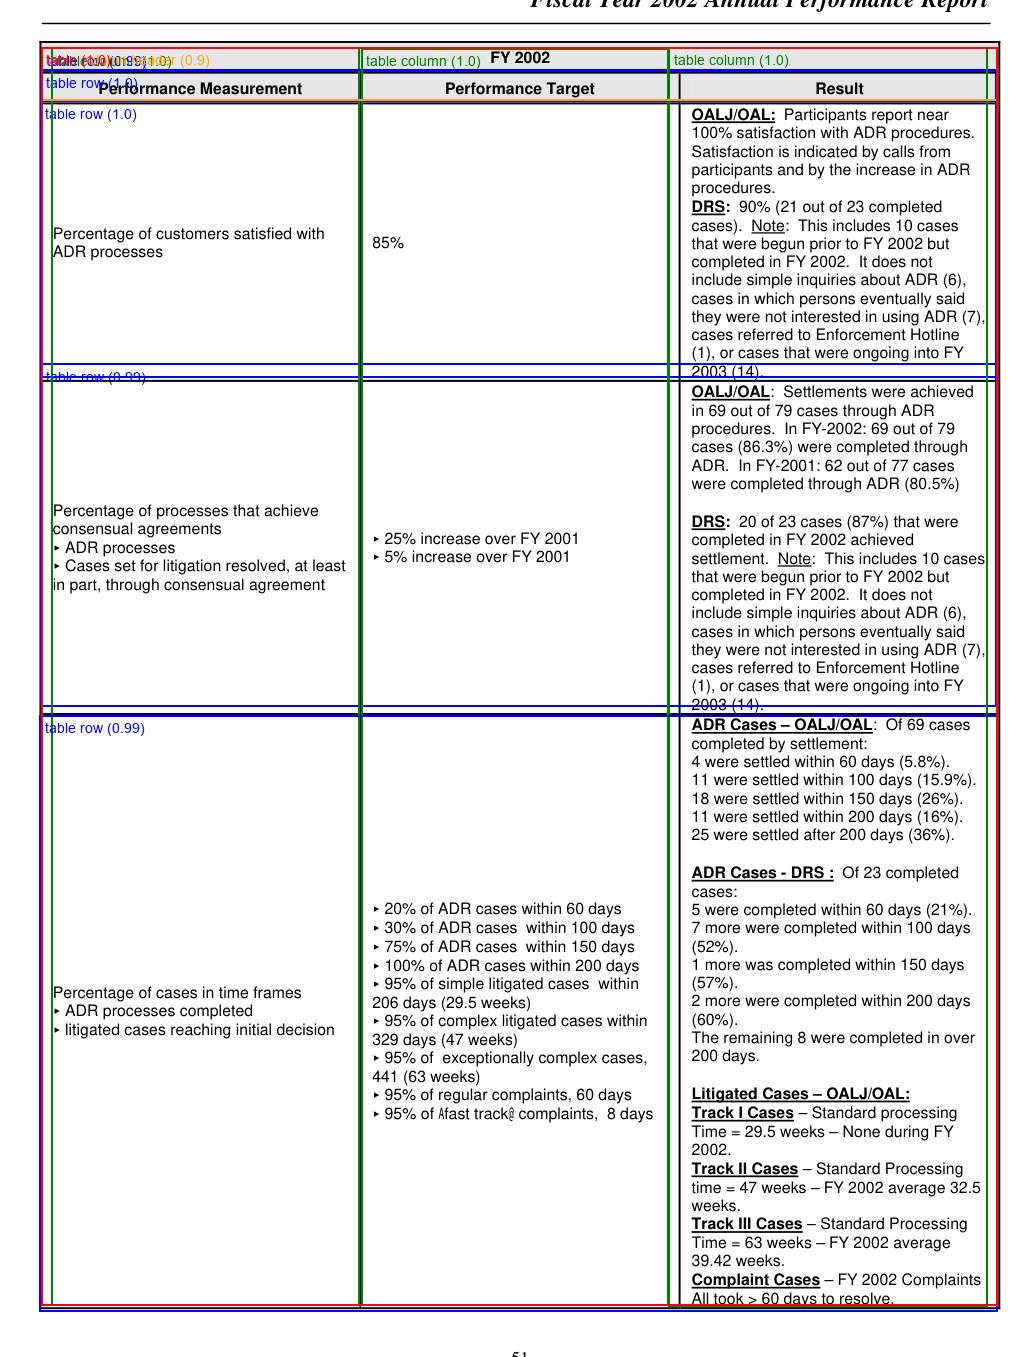 Fiscal Year 2002 Annual Performance Report
table column (1.0)
table column (1.0)
FY 2002
table row (1.0)
Performance Measurement
Performance Target
Result
table row (1.0)
Percentage of customers satisfied with
ADR processes
85%
OALJ/OAL: Participants report near
100% satisfaction with ADR procedures.
Satisfaction is indicated by calls from
participants and by the increase in ADR
procedures.
DRS: 90% (21 out of 23 completed
cases). Note: This includes 10 cases
that were begun prior to FY 2002 but
completed in FY 2002. It does not
include simple inquiries about ADR (6),
cases in which persons eventually said
they were not interested in using ADR (7),
cases referred to Enforcement Hotline
(1), or cases that were ongoing into FY
2003 (14).
table row (0.99)
Percentage of processes that achieve
consensual agreements
‣ ADR processes
‣ Cases set for litigation resolved, at least
in part, through consensual agreement
‣ 25% increase over FY 2001
‣ 5% increase over FY 2001
OALJ/OAL: Settlements were achieved
in 69 out of 79 cases through ADR
procedures. In FY-2002: 69 out of 79
cases (86.3%) were completed through
ADR. In FY-2001: 62 out of 77 cases
were completed through ADR (80.5%)
DRS: 20 of 23 cases (87%) that were
completed in FY 2002 achieved
settlement. Note: This includes 10 cases
that were begun prior to FY 2002 but
completed in FY 2002. It does not
include simple inquiries about ADR (6),
cases in which persons eventually said
they were not interested in using ADR (7),
cases referred to Enforcement Hotline
(1), or cases that were ongoing into FY
2003 (14).
table row (0.99)
Percentage of cases in time frames
‣ ADR processes completed
‣ litigated cases reaching initial decision
‣ 20% of ADR cases within 60 days
‣ 30% of ADR cases within 100 days
‣ 75% of ADR cases within 150 days
‣ 100% of ADR cases within 200 days
‣ 95% of simple litigated cases within
206 days (29.5 weeks)
‣ 95% of complex litigated cases within
329 days (47 weeks)
‣ 95% of exceptionally complex cases,
441 (63 weeks)
‣ 95% of regular complaints, 60 days
‣ 95% of Afast track@ complaints, 8 days
ADR Cases – OALJ/OAL: Of 69 cases
completed by settlement:
4 were settled within 60 days (5.8%).
11 were settled within 100 days (15.9%).
18 were settled within 150 days (26%).
11 were settled within 200 days (16%).
25 were settled after 200 days (36%).
ADR Cases - DRS : Of 23 completed
cases:
5 were completed within 60 days (21%).
7 more were completed within 100 days
(52%).
1 more was completed within 150 days
(57%).
2 more were completed within 200 days
(60%).
The remaining 8 were completed in over
200 days.
Litigated Cases – OALJ/OAL:
Track I Cases – Standard processing
Time = 29.5 weeks – None during FY
2002.
Track II Cases – Standard Processing
time = 47 weeks – FY 2002 average 32.5
weeks.
Track III Cases – Standard Processing
Time = 63 weeks – FY 2002 average
39.42 weeks.
Complaint Cases – FY 2002 Complaints
All took > 60 days to resolve.
51